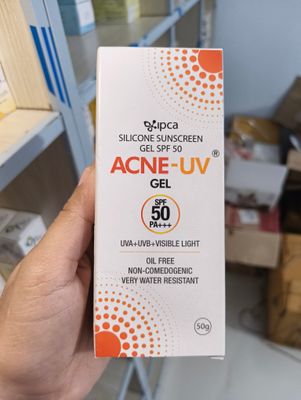 ipca
SILICONE SUNSCREEN
GEL SPF 50
ACNE-UV®
GEL
SPF
50
PA+++
UVA+UVB+VISIBLE LIGHT
OIL FREE
NON-COMEDOGENIC
VERY WATER RESISTANT
50g